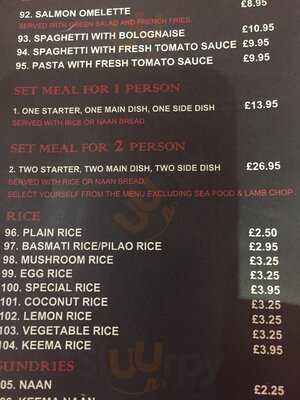 92. SALMON OMELETTE £8.95
SERVED WITH GREEN SALAD AND FRENCH FRIES.
93. SPAGHETTI WITH BOLOGNAISE £10.95
94. SPAGHETTI WITH FRESH TOMATO SAUCE £9.95
95. PASTA WITH FRESH TOMATO SAUCE £9.95
SET MEAL FOR 1 PERSON
1. ONE STARTER, ONE MAIN DISH, ONE SIDE DISH £13.95
SERVED WITH RICE OR NAAN BREAD.
SET MEAL FOR 2 PERSON
2. TWO STARTER, TWO MAIN DISH, TWO SIDE DISH £26.95
SERVED WITH RICE OR NAAN BREAD.
SELECT YOURSELF FROM THE MENU EXCLUDING SEA FOOD & LAMB CHOP
RICE
96. PLAIN RICE £2.50
97. BASMATI RICE/PILAO RICE £2.95
98. MUSHROOM RICE £3.25
99. EGG RICE £3.25
100. SPECIAL RICE £3.95
101. COCONUT RICE £3.25
102. LEMON RICE £3.25
103. VEGETABLE RICE £3.25
104. KEEMA RICE £3.95
SUNDRIES
05. NAAN £2.25
KEEMA NAAN